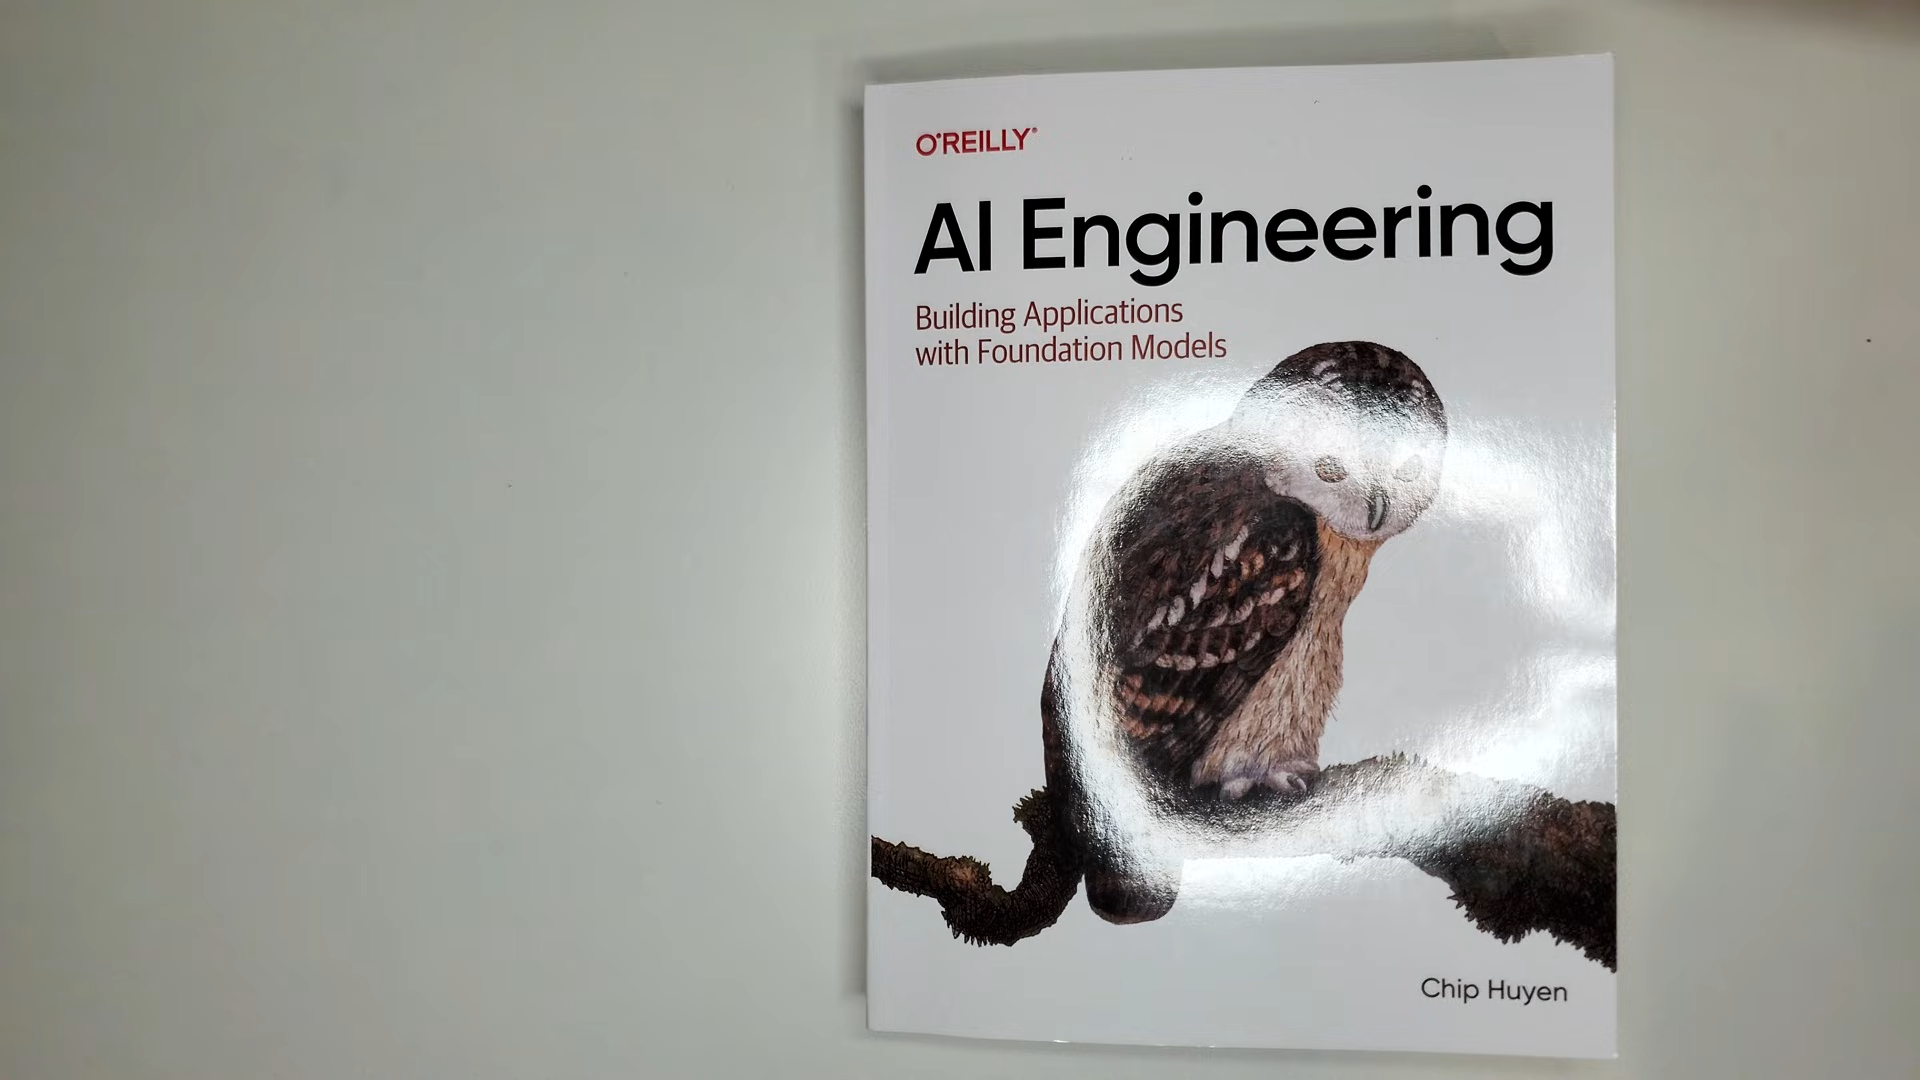 O'REILLY®
AI Engineering
Building Applications
with Foundation Models
Chip Huyen